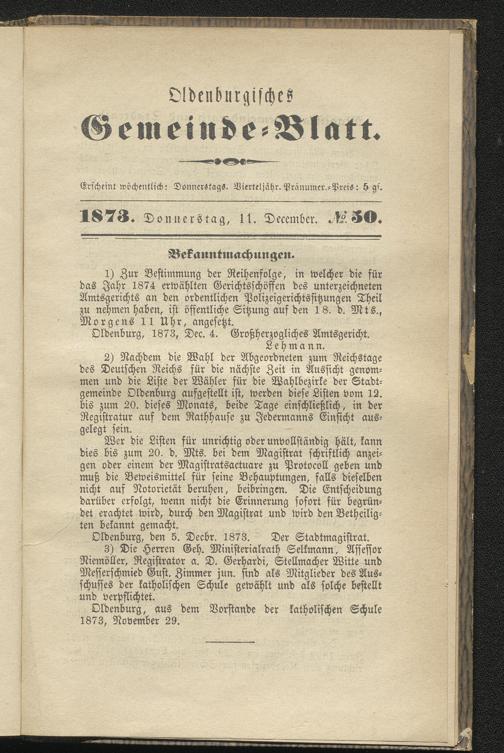 Oldenburgisches
Gemeinde-Blatt.
Erscheint wöchentlich: Donnerstags. Vierteljähr. Pränumer.-Preis: 5 gf.
1873. Donnerstag, 11. December. № 50.
Bekanntmachungen.
1) Zur Bestimmung der Reihenfolge, in welcher die für
das Jahr 1874 erwählten Gerichtsschöffen des unterzeichneten
Amtsgerichts an den ordentlichen Polizeigerichtssitzungen Theil
zu nehmen haben, ist öffentliche Sitzung auf den 18. d. Mts.,
Morgens 11 Uhr, angesetzt.
Oldenburg, 1873, Dec. 4. Großherzogliches Amtsgericht.
Lehmann.
2) Nachdem die Wahl der Abgeordneten zum Reichstage
des Deutschen Reichs für die nächste Zeit in Aussicht genom-
men und die Liste der Wähler für die Wahlbezirke der Stadt-
gemeinde Oldenburg aufgestellt ist, werden diese Listen vom 12.
bis zum 20. dieses Monats, beide Tage einschließlich, in der
Registratur auf dem Rathhause zu Jedermanns Einsicht aus-
gelegt sein.
Wer die Listen für unrichtig oder unvollständig hält, kann
dies bis zum 20. d. Mts. bei dem Magistrat schriftlich anzei-
gen oder einem der Magistratsactuare zu Protocoll geben und
muß die Beweismittel für seine Behauptungen, falls dieselben
nicht auf Notorietät beruhen, beibringen. Die Entscheidung
darüber erfolgt, wenn nicht die Erinnerung sofort für begrün-
det erachtet wird, durch den Magistrat und wird den Betheilig-
ten bekannt gemacht.
Oldenburg, den 5. Decbr. 1873. Der Stadtmagistrat.
3) Die Herren Geh. Ministerialrath Selkmann, Assessor
Niemöller, Registrator a. D. Gerhardi, Stellmacher Witte und
Messerschmied Gust. Zimmer jun. sind als Mitglieder des Aus-
schusses der katholischen Schule gewählt und als solche bestellt
und verpflichtet.
Oldenburg, aus dem Vorstande der katholischen Schule
1873, November 29.